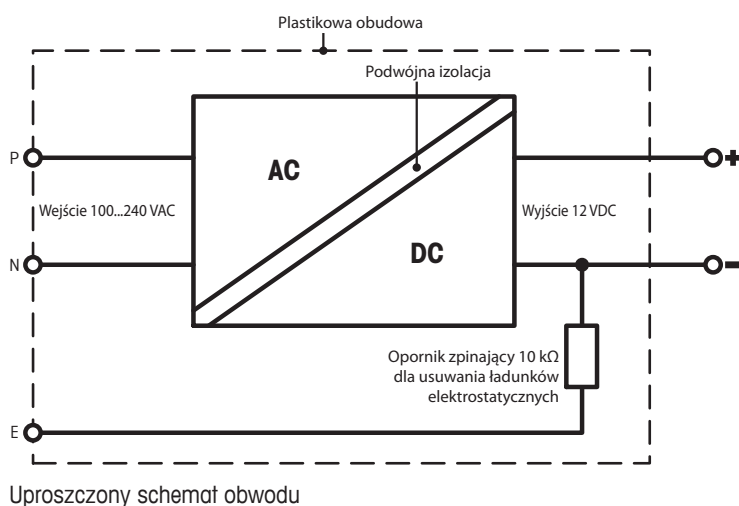 Plastikowa obudowa
Podwójna izolacja
P
AC
+
Wejście 100...240 VAC
Wyjście 12 VDC
N
DC
−
Opornik zpinający 10 kΩ
dla usuwania ładunków
elektrostatycznych
E
Uproszczony schemat obwodu